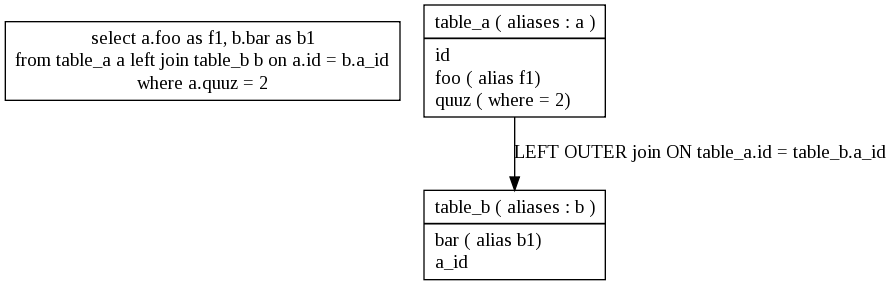 select a.foo as f1, b.bar as b1
from table_a a left join table_b b on a.id = b.a_id
where a.quuz = 2
table_a ( aliases : a )
id
foo ( alias f1)
quuz ( where = 2)
LEFT OUTER join ON table_a.id = table_b.a_id
table_b ( aliases : b )
bar ( alias b1)
a_id